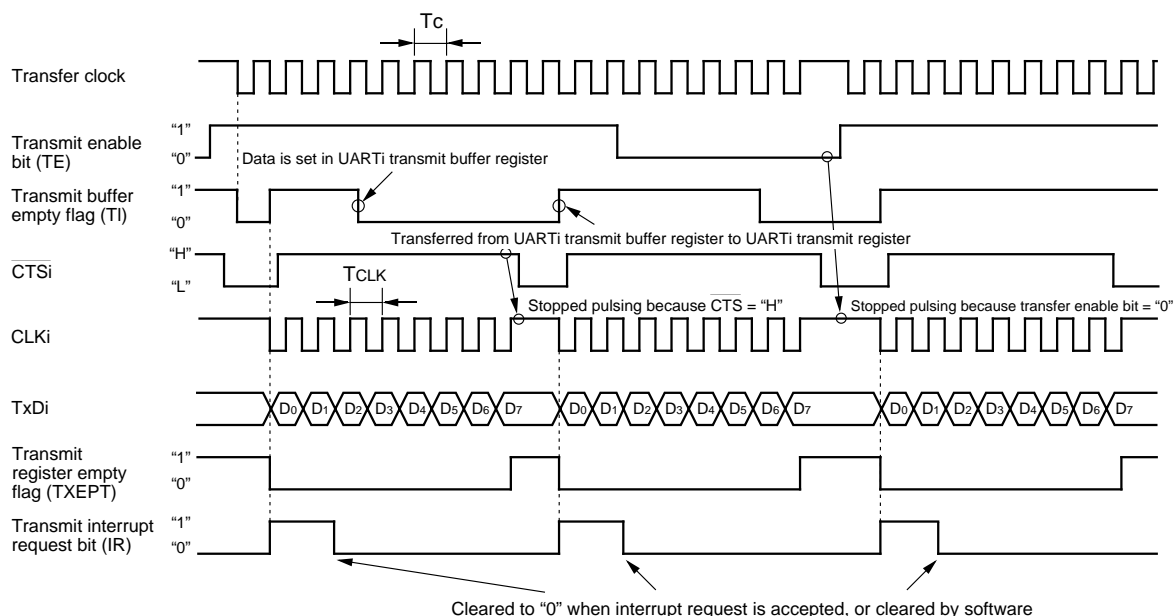 Tc
Transfer clock
Transmit enable
bit (TE)
“1”
“0”
Data is set in UARTi transmit buffer register
Transmit buffer
empty flag (TI)
“1”
“0”
Transferred from UARTi transmit buffer register to UARTi transmit register
CTSi
“H”
“L”
TCLK
Stopped pulsing because CTS = “H”
Stopped pulsing because transfer enable bit = “0”
CLKi
TxDi
D0 D1 D2 D3 D4 D5 D6 D7 D0 D1 D2 D3 D4 D5 D6 D7 D0 D1 D2 D3 D4 D5 D6 D7
Transmit
register empty
flag (TXEPT)
“1”
“0”
Transmit interrupt
request bit (IR)
“1”
“0”
Cleared to “0” when interrupt request is accepted, or cleared by software